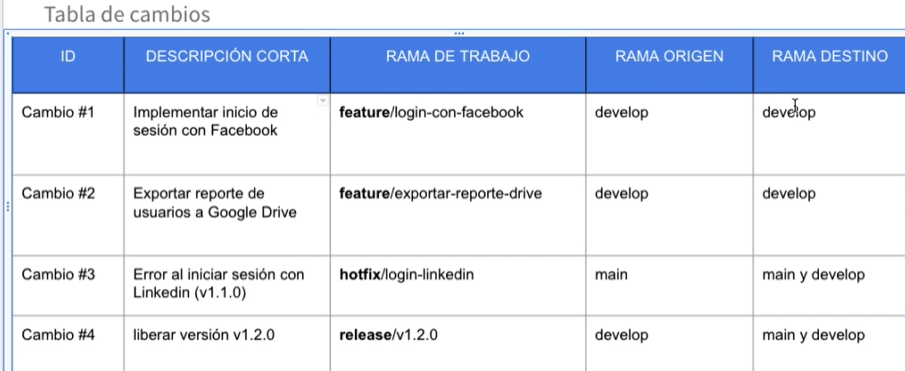 Tabla de cambios
ID DESCRIPCIÓN CORTA RAMA DE TRABAJO RAMA ORIGEN RAMA DESTINO
Cambio #1 Implementar inicio de feature/login-con-facebook develop develop
sesión con Facebook
Cambio #2 Exportar reporte de feature/exportar-reporte-drive develop develop
usuarios a Google Drive
Cambio #3 Error al iniciar sesión con hotfix/login-linkedin main main y develop
Linkedin (v1.1.0)
Cambio #4 liberar versión v1.2.0 release/v1.2.0 develop main y develop